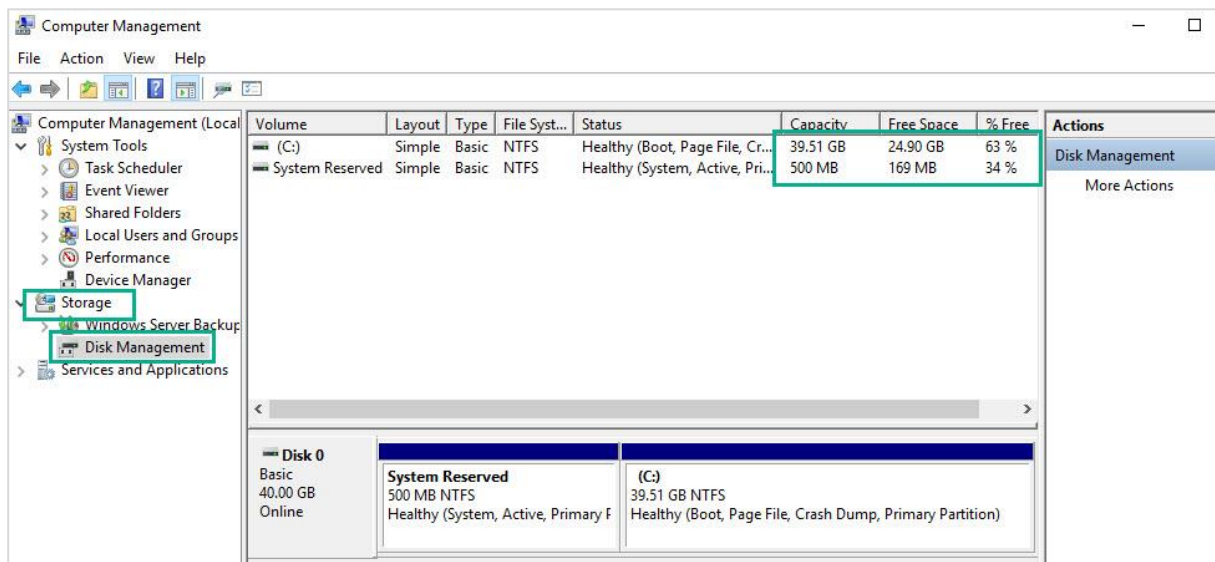 Computer Management
File Action View Help
Computer Management (Local
System Tools
Task Scheduler
Event Viewer
Shared Folders
Local Users and Groups
Performance
Device Manager
Storage
Windows Server Backup
Disk Management
Services and Applications
Volume Layout Type File Syst... Status Capacity Free Space % Free
(C:) Simple Basic NTFS Healthy (Boot, Page File, Cr... 39.51 GB 24.90 GB 63 %
System Reserved Simple Basic NTFS Healthy (System, Active, Pri... 500 MB 169 MB 34 %
Actions
Disk Management
More Actions
Disk 0
Basic
40.00 GB
Online
System Reserved
500 MB NTFS
Healthy (System, Active, Primary P
(C:)
39.51 GB NTFS
Healthy (Boot, Page File, Crash Dump, Primary Partition)